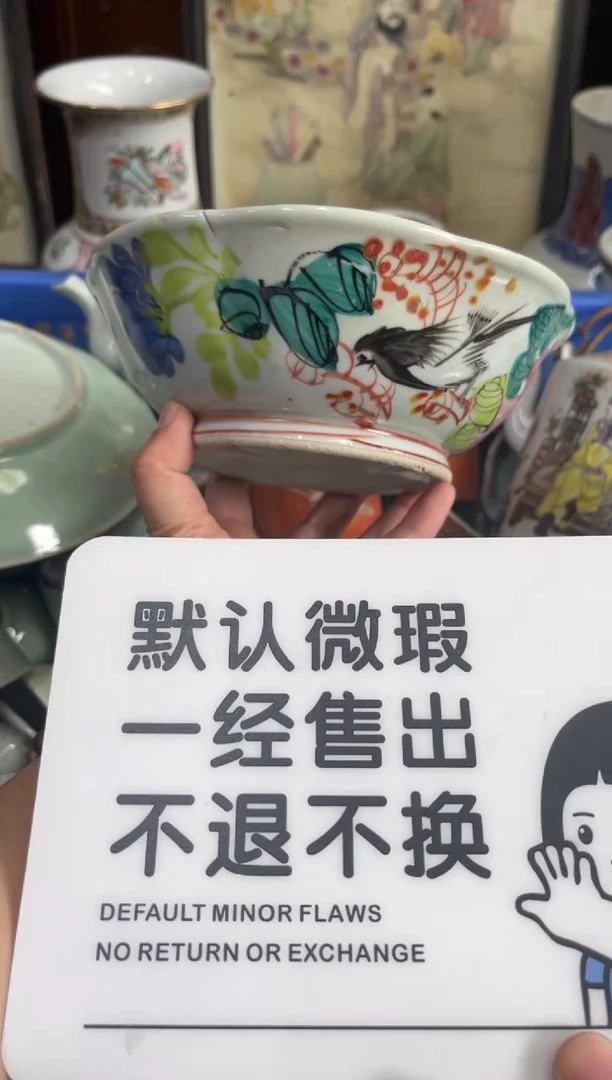 默认微瑕
一经售出
不退不换
DEFAULT MINOR FLAWS
NO RETURN OR EXCHANGE